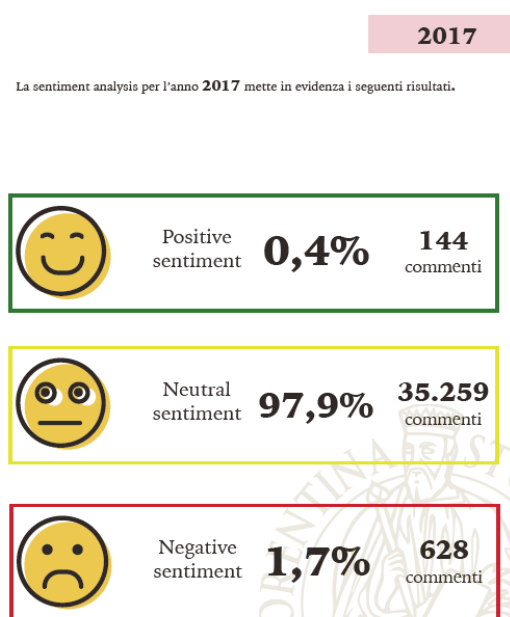 2017
La sentiment analysis per l'anno 2017 mette in evidenza i seguenti risultati.
Positive
sentiment
0,4%
144
commenti
Neutral
sentiment
97,9%
35.259
commenti
Negative
sentiment
1,7%
628
commenti